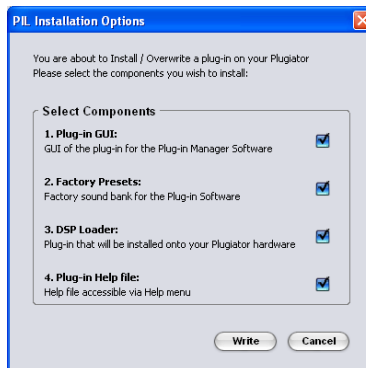 PIL Installation Options
You are about to Install / Overwrite a plug-in on your Plugiator
Please select the components you wish to install:
Select Components
1. Plug-in GUI:
GUI of the plug-in for the Plug-in Manager Software
2. Factory Presets:
Factory sound bank for the Plug-in Software
3. DSP Loader:
Plug-in that will be installed onto your Plugiator hardware
4. Plug-in Help file:
Help file accessible via Help menu
Write Cancel